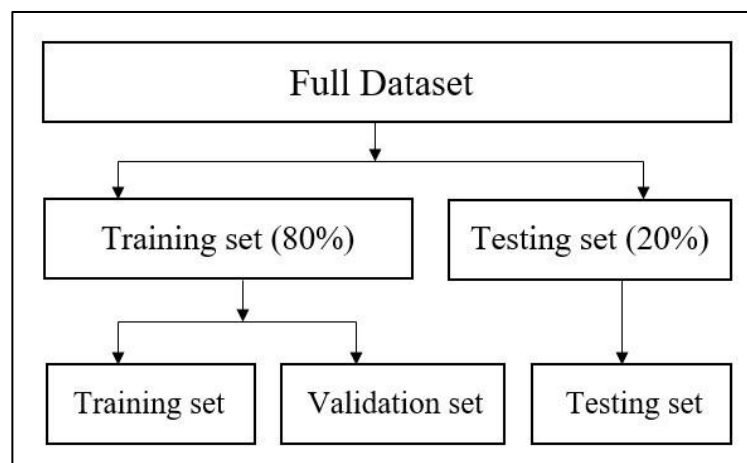 Full Dataset
Training set (80%)
Testing set (20%)
Training set
Validation set
Testing set